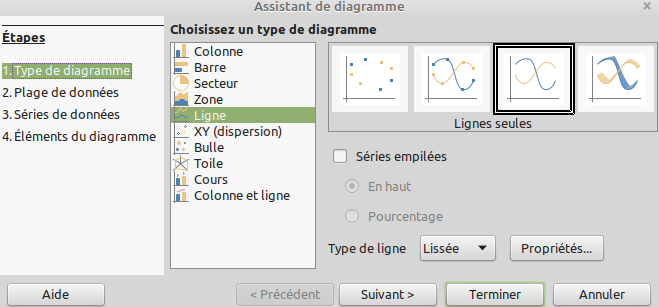 Assistant de diagramme
Étapes
1. Type de diagramme
2. Plage de données
3. Séries de données
4. Éléments du diagramme
Choisissez un type de diagramme
Colonne
Barre
Secteur
Zone
Ligne
XY (dispersion)
Bulle
Toile
Cours
Colonne et ligne
Lignes seules
Séries empilées
En haut
Pourcentage
Type de ligne Lissée Propriétés...
Aide < Précédent Suivant > Terminer Annuler